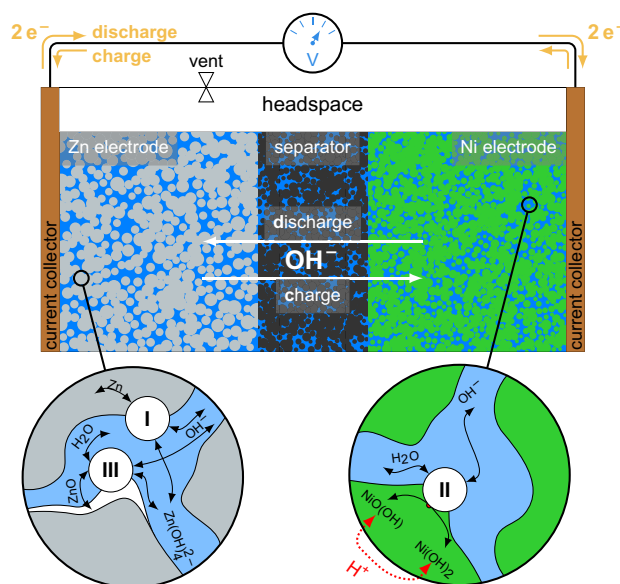 2 e⁻
discharge
charge
V
2 e⁻
vent
headspace
Zn electrode
separator
Ni electrode
discharge
OH⁻
charge
current collector
current collector
Zn
I
OH⁻
H₂O
III
ZnO
Zn(OH)₄²⁻
OH⁻
H₂O
II
NiO(OH)
Ni(OH)₂
H⁺